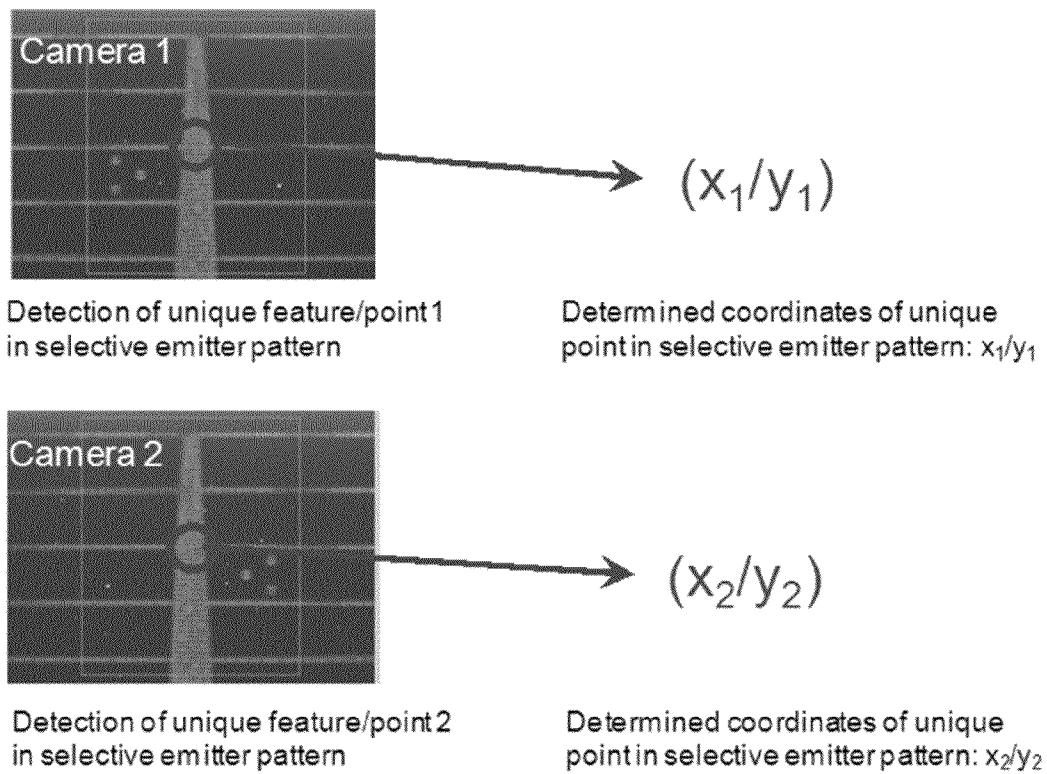 Camera 1
(x₁/y₁)
Detection of unique feature/point 1
in selective emitter pattern
Determined coordinates of unique
point in selective emitter pattern: x₁/y₁
Camera 2
(x₂/y₂)
Detection of unique feature/point 2
in selective emitter pattern
Determined coordinates of unique
point in selective emitter pattern: x₂/y₂